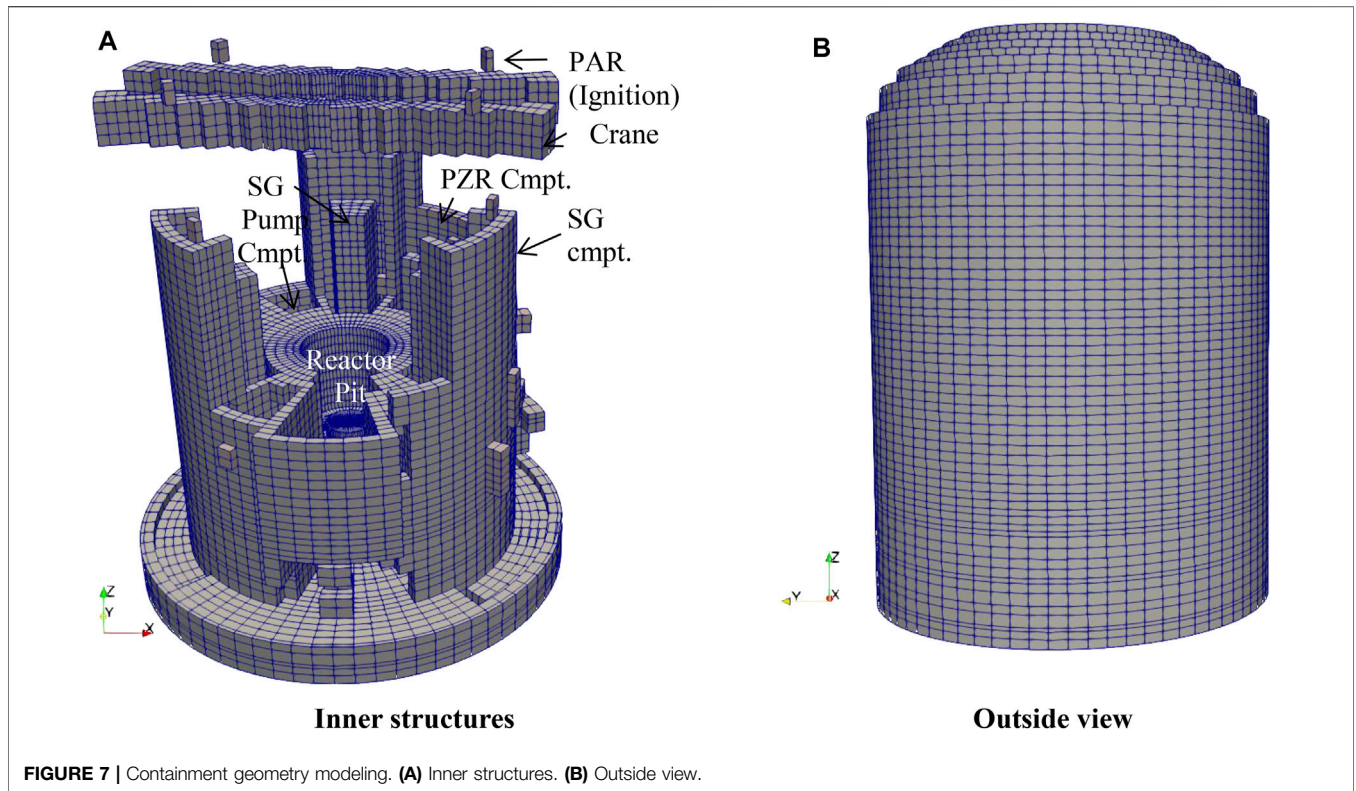 A
PAR
(Ignition)
Crane
SG
PZR Cmpt.
Pump
Cmpt.
SG
cmpt.
Reactor
Pit
Z
Y
X
Inner structures
B
Z
Y
X
Outside view
FIGURE 7 | Containment geometry modeling. (A) Inner structures. (B) Outside view.